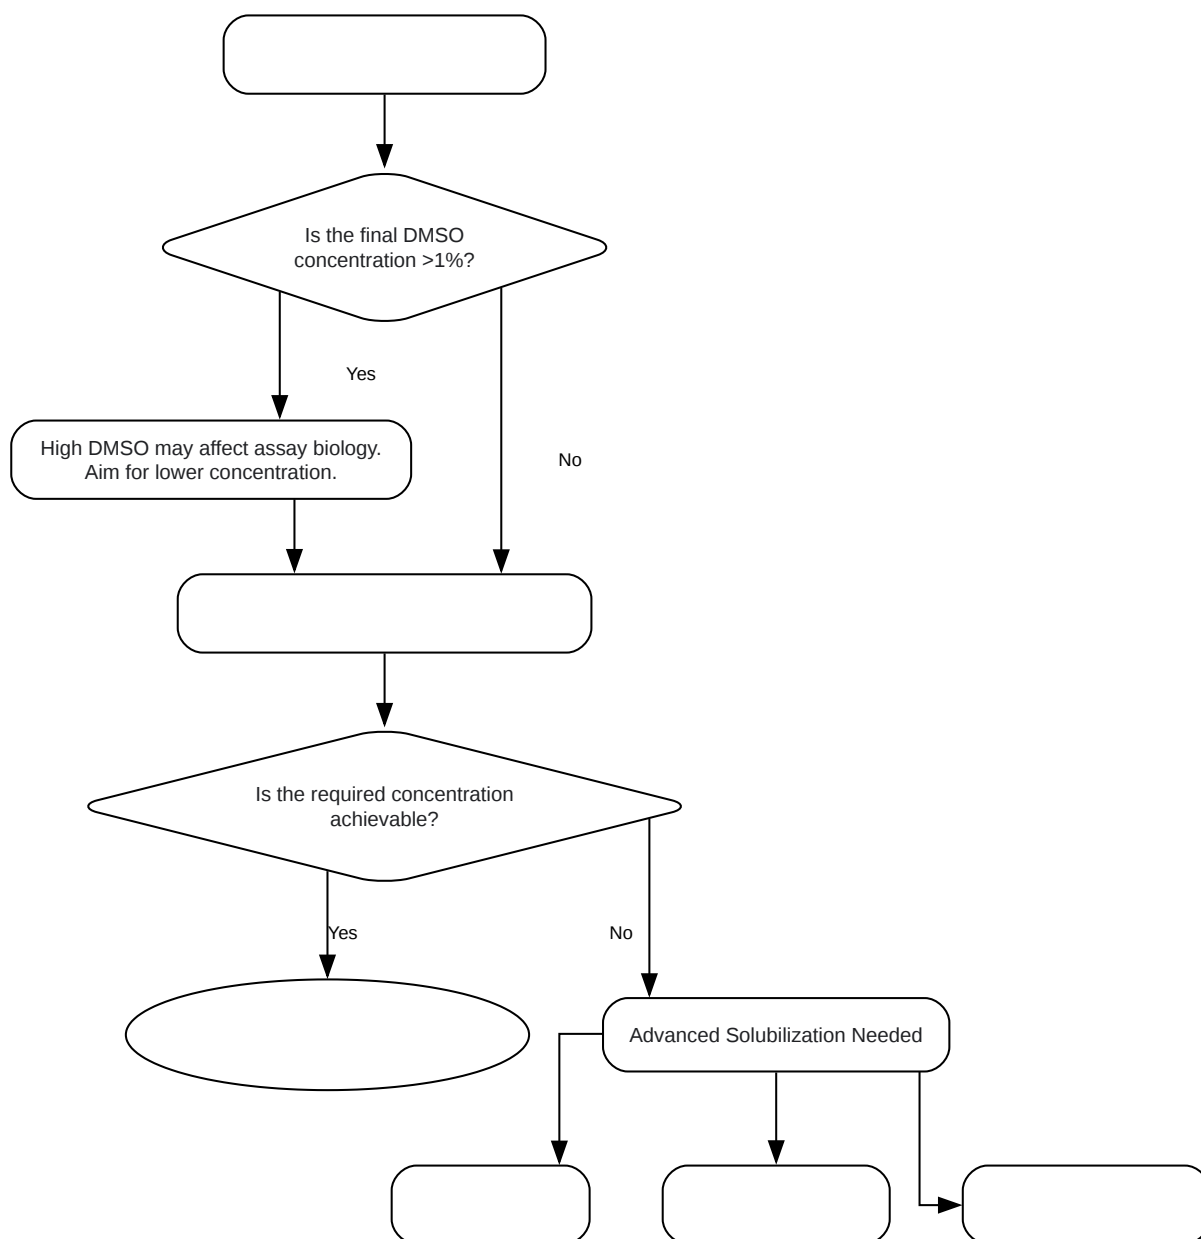 Is the final DMSO
concentration >1%?
Yes
High DMSO may affect assay biology.
Aim for lower concentration.
No
Is the required concentration
achievable?
Yes
No
Advanced Solubilization Needed